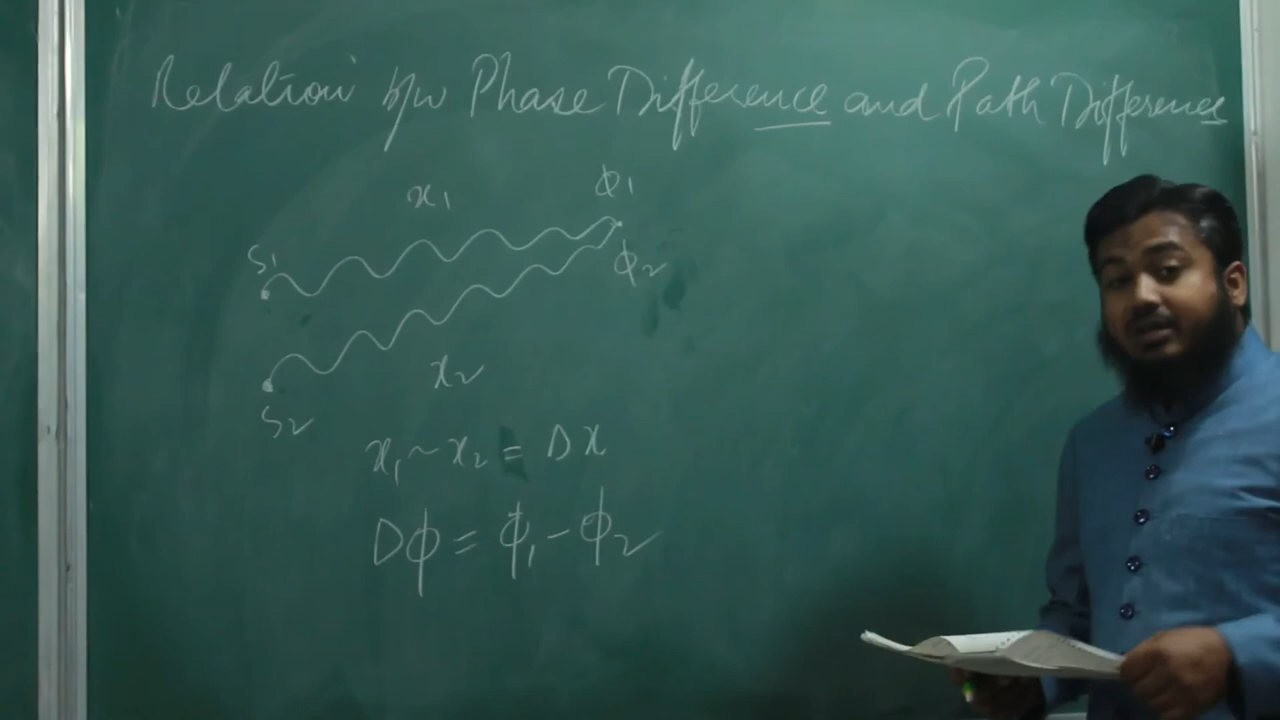 Relation b/w Phase Difference and Path Difference
x₁
ϕ₁
S₁
ϕ₂
x₂
S₂
x₁ ~ x₂ = Δx
Δϕ = ϕ₁ - ϕ₂